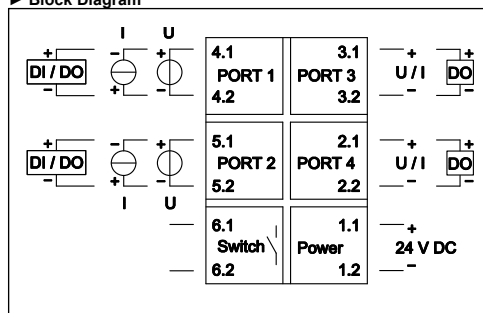 ► Block Diagram
I U
4.1 3.1
+ - + + +
DI / DO PORT 1 PORT 3 U / I DO
- + - - -
4.2 3.2
5.1 2.1
+ - + + +
DI / DO PORT 2 PORT 4 U / I DO
- + - - -
5.2 2.2
I U
6.1 1.1 +
Switch Power 24 V DC
6.2 1.2 -